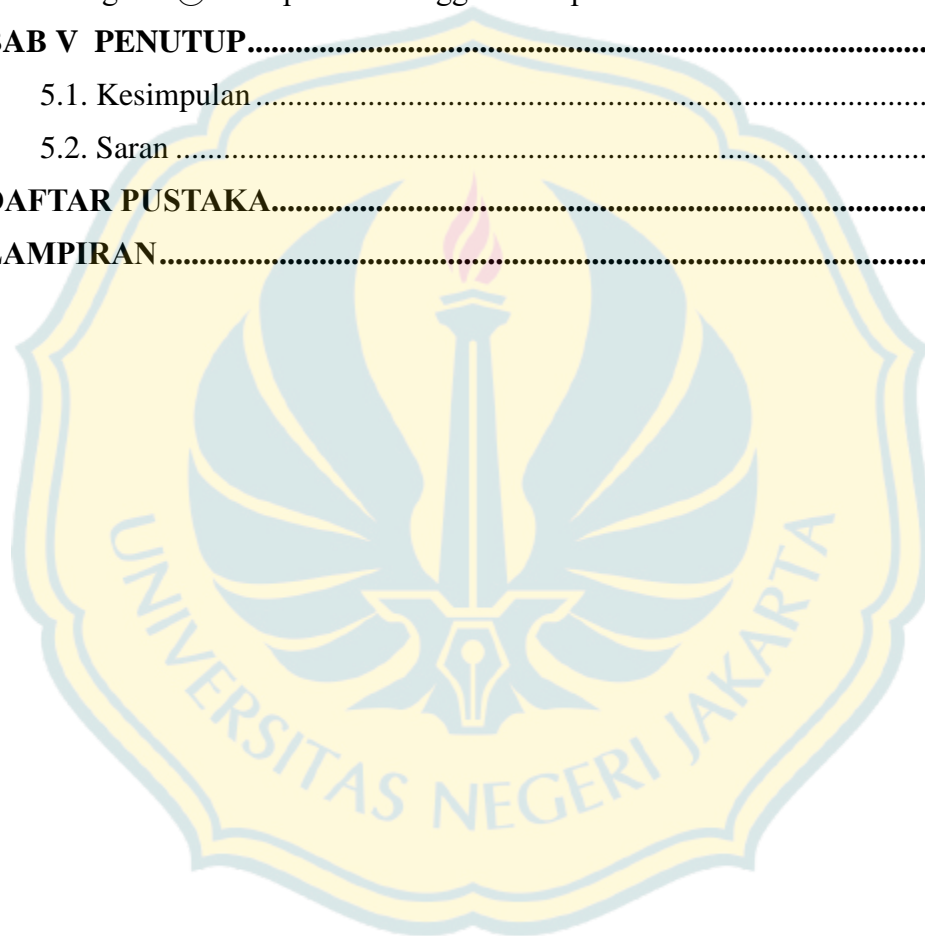 BAB V PENUTUP........................................................................................
5.1. Kesimpulan........................................................................................
5.2. Saran ........................................................................................
DAFTAR PUSTAKA........................................................................................
LAMPIRAN........................................................................................
UNIVERSITAS NEGERI JAKARTA